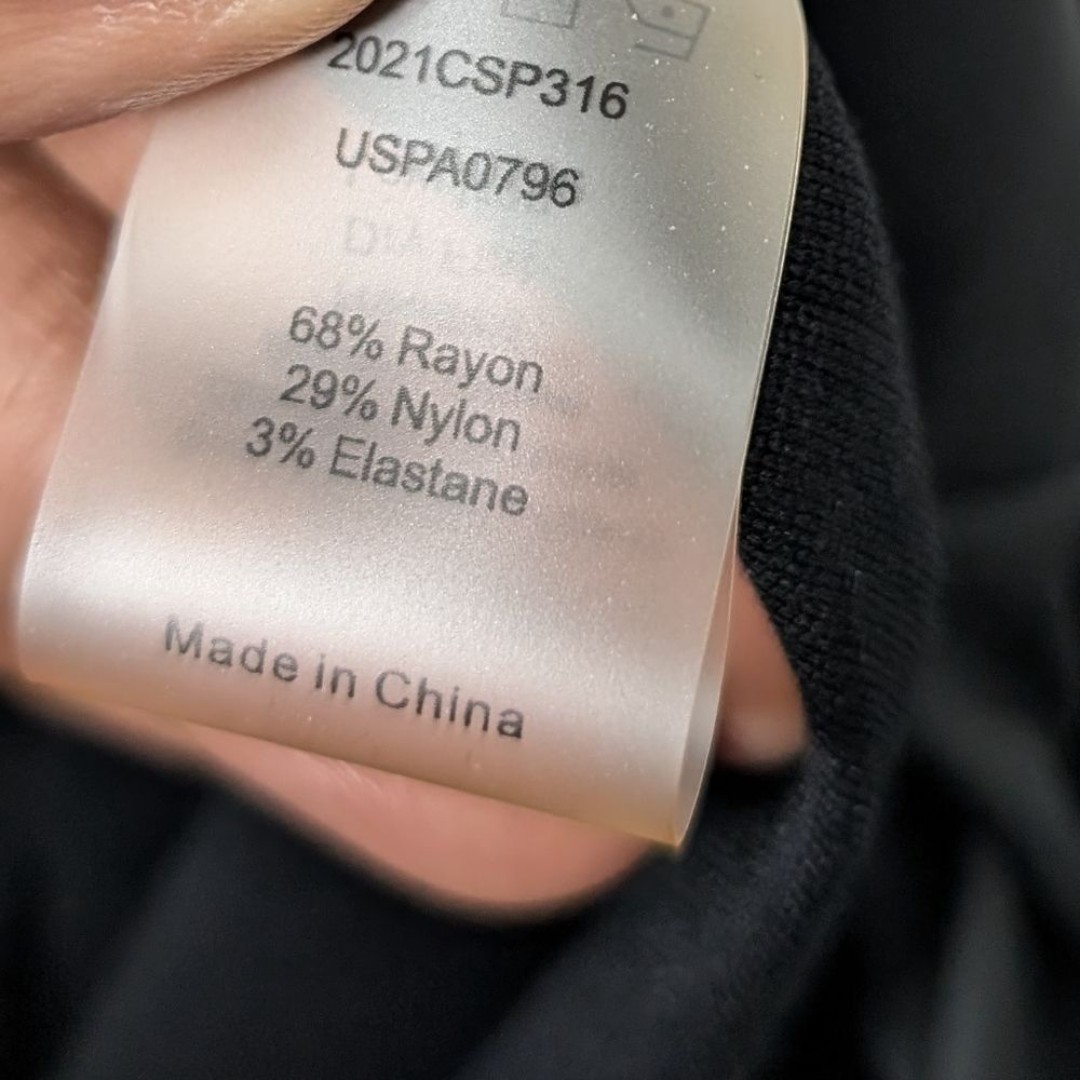 2021CSP316
USPA0796
68% Rayon
29% Nylon
3% Elastane
Made in China